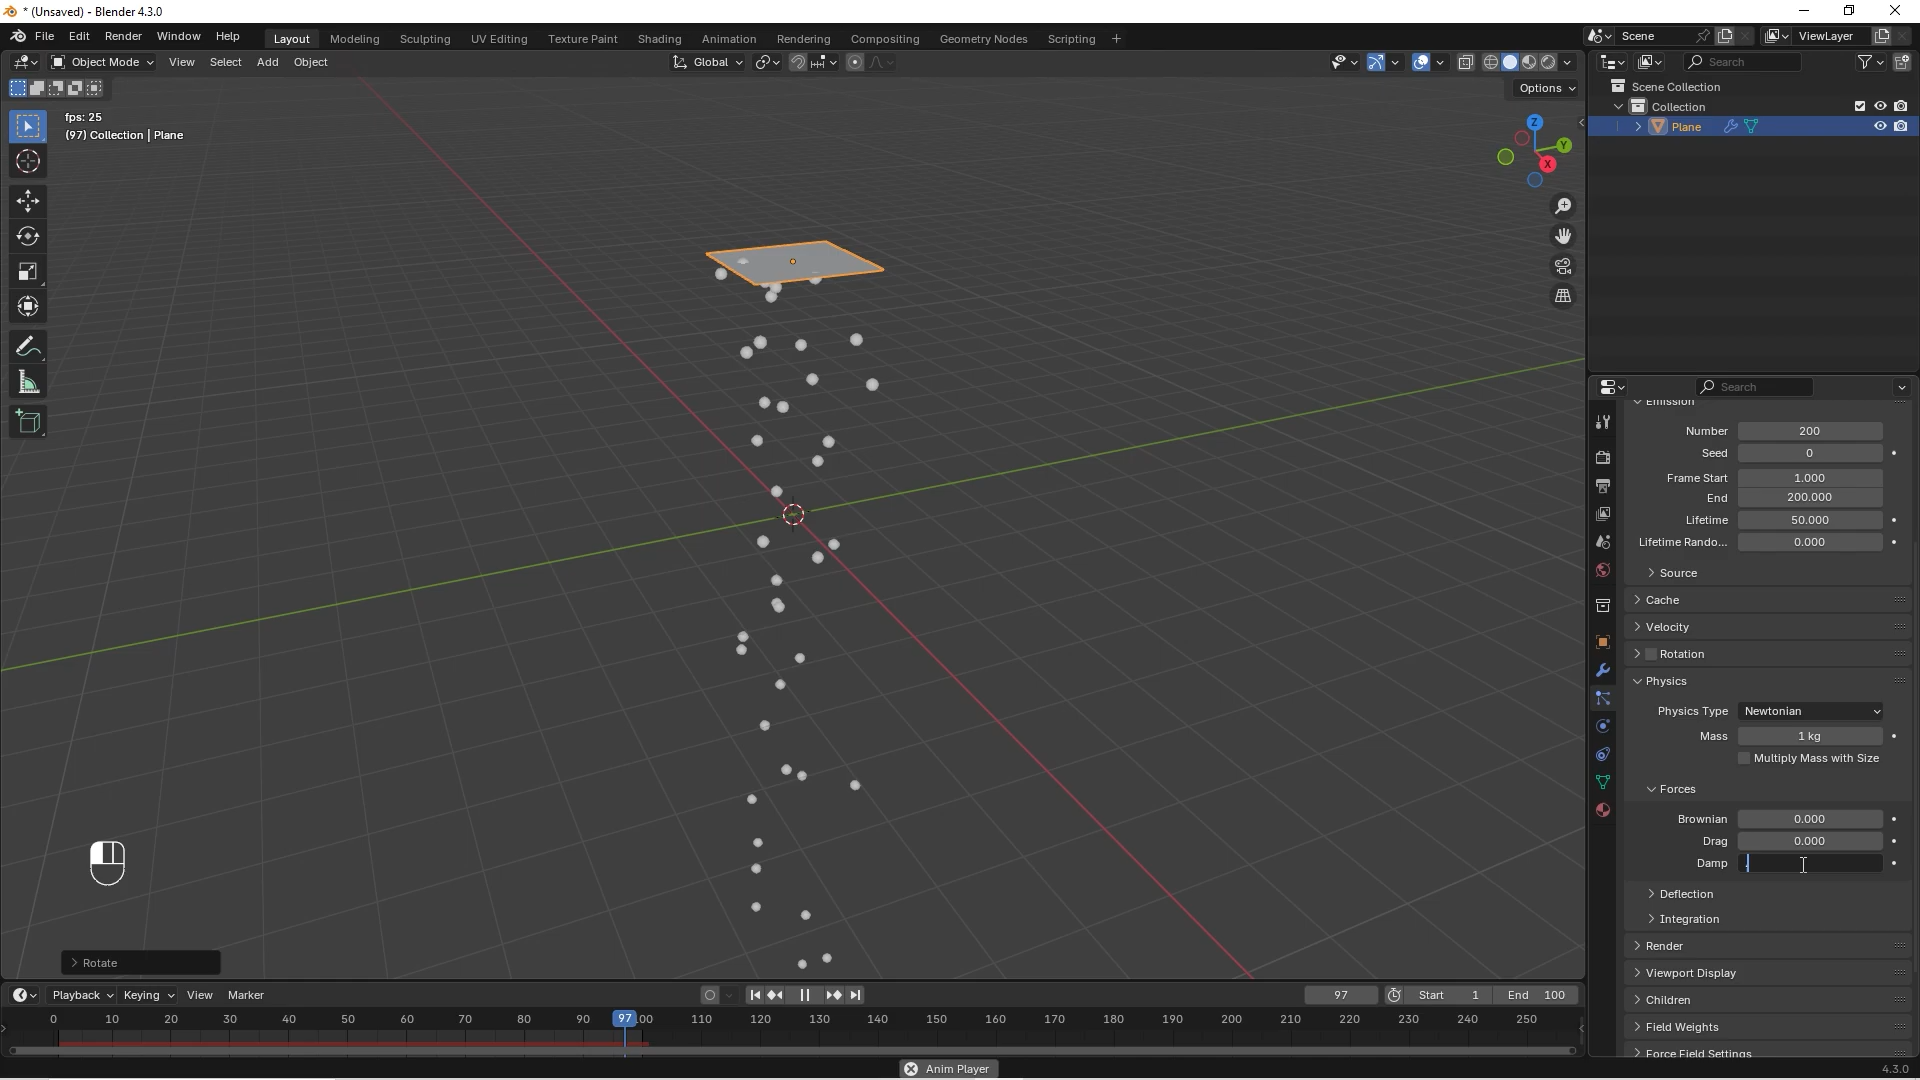 * (Unsaved) - Blender 4.3.0
File Edit Render Window Help
Layout Modeling Sculpting UV Editing Texture Paint Shading Animation Rendering Compositing Geometry Nodes Scripting +
Scene
ViewLayer
Object Mode View Select Add Object
Global
Options
fps: 25
(97) Collection | Plane
Z
Y
X
Search
Scene Collection
Collection
Plane
Search
Emission
Number 200
Seed 0
Frame Start 1.000
End 200.000
Lifetime 50.000
Lifetime Rando... 0.000
Source
Cache
Velocity
Rotation
Physics
Physics Type Newtonian
Mass 1 kg
Multiply Mass with Size
Forces
Brownian 0.000
Drag 0.000
Damp
Deflection
Integration
Render
Viewport Display
Children
Field Weights
Force Field Settings
Rotate
Playback Keying View Marker
97
Start 1
End 100
0 10 20 30 40 50 60 70 80 90 97 100 110 120 130 140 150 160 170 180 190 200 210 220 230 240 250
Anim Player
4.3.0